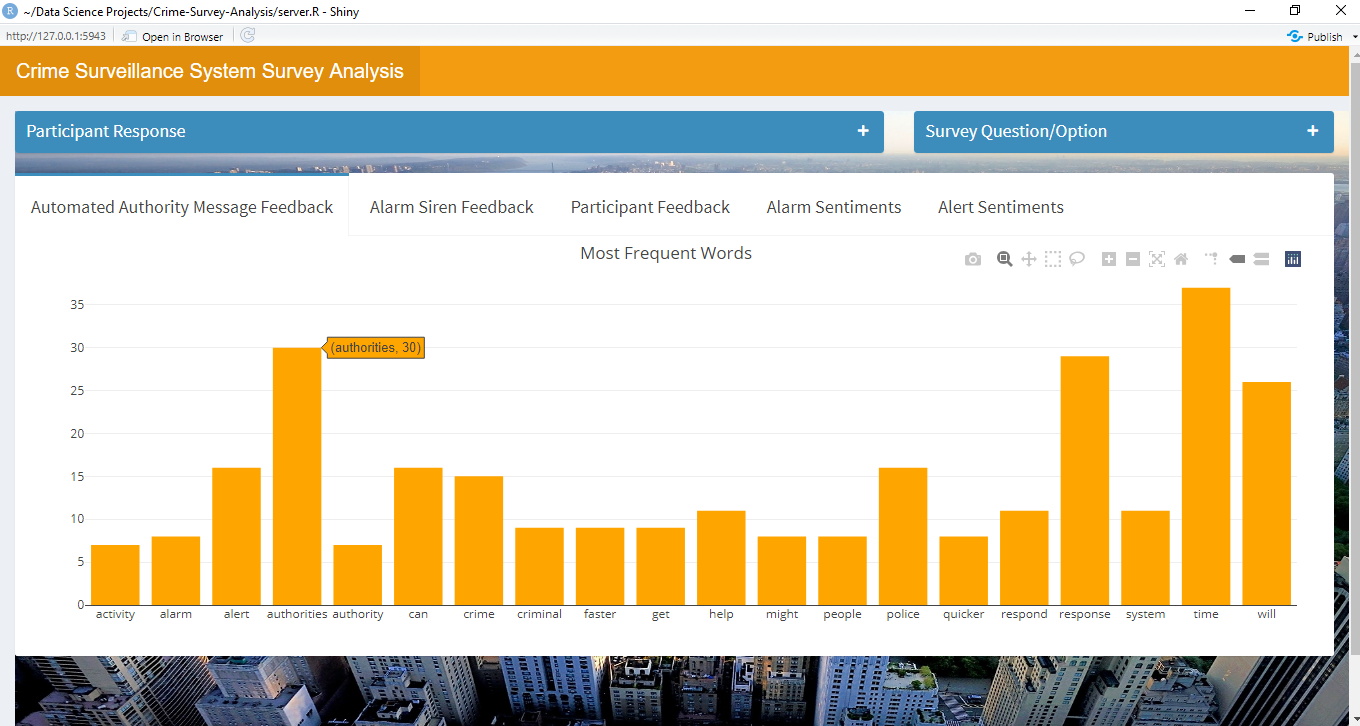 ~/Data Science Projects/Crime-Survey-Analysis/server.R - Shiny
http://127.0.0.1:5943 Open in Browser Publish
Crime Surveillance System Survey Analysis
Participant Response + Survey Question/Option +
Automated Authority Message Feedback Alarm Siren Feedback Participant Feedback Alarm Sentiments Alert Sentiments
Most Frequent Words
35
30
(authorities, 30)
25
20
15
10
5
0
activity alarm alert authorities authority can crime criminal faster get help might people police quicker respond response system time will